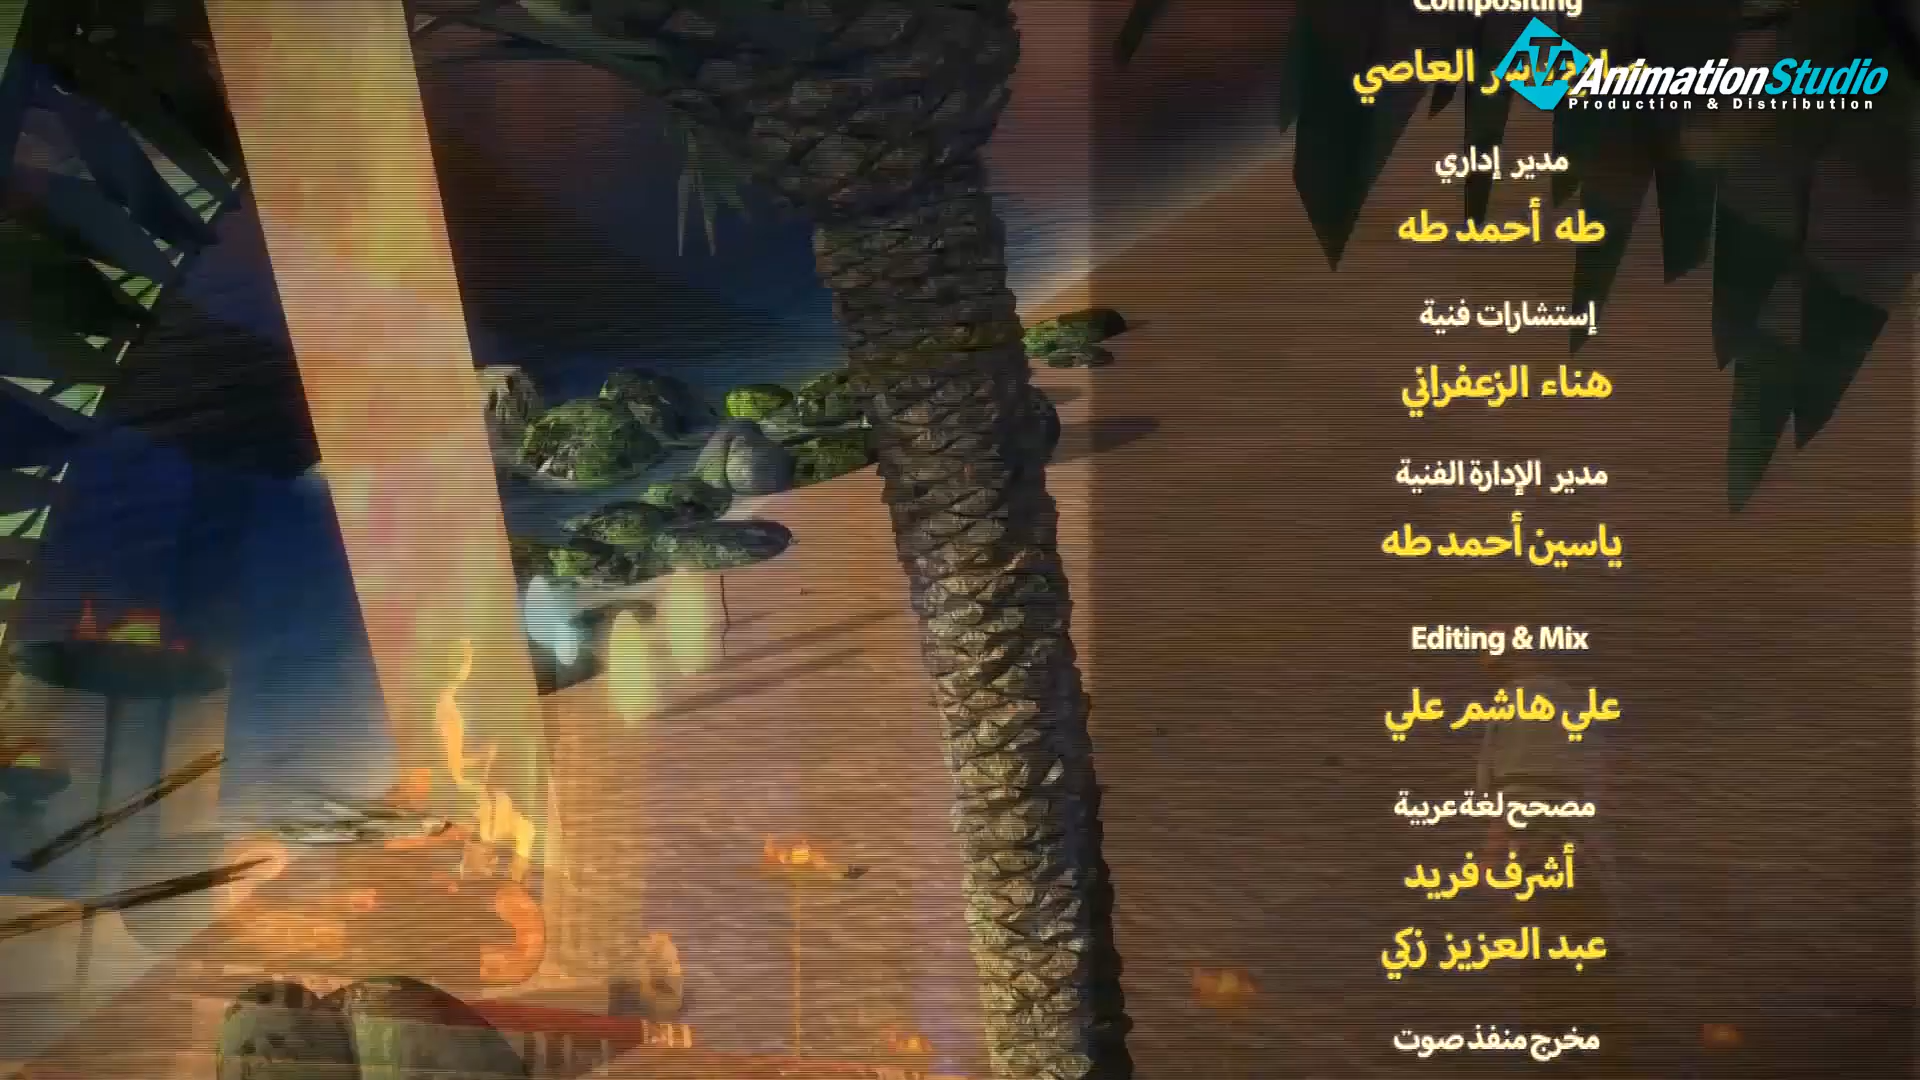 Compositing
العاصي
ATA AnimationStudio
Production & Distribution
مدير إداري
طه أحمد طه
إستشارات فنية
هناء الزعفراني
مدير الإدارة الفنية
ياسين أحمد طه
Editing & Mix
علي هاشم علي
مصحح لغة عربية
أشرف فريد
عبد العزيز زكي
مخرج منفذ صوت